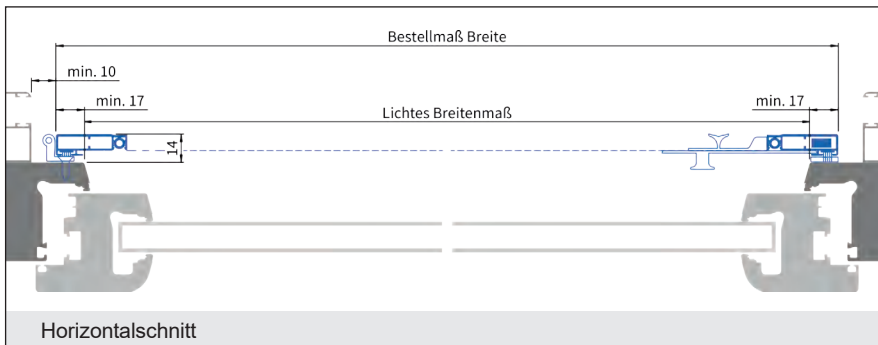 Bestellmaß Breite
min. 10
min. 17
Lichtes Breitenmaß
min. 17
14
Horizontalschnitt